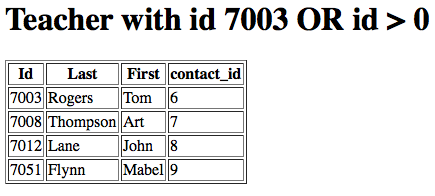 Teacher with id 7003 OR id > 0
Id Last First contact_id
7003 Rogers Tom 6
7008 Thompson Art 7
7012 Lane John 8
7051 Flynn Mabel 9